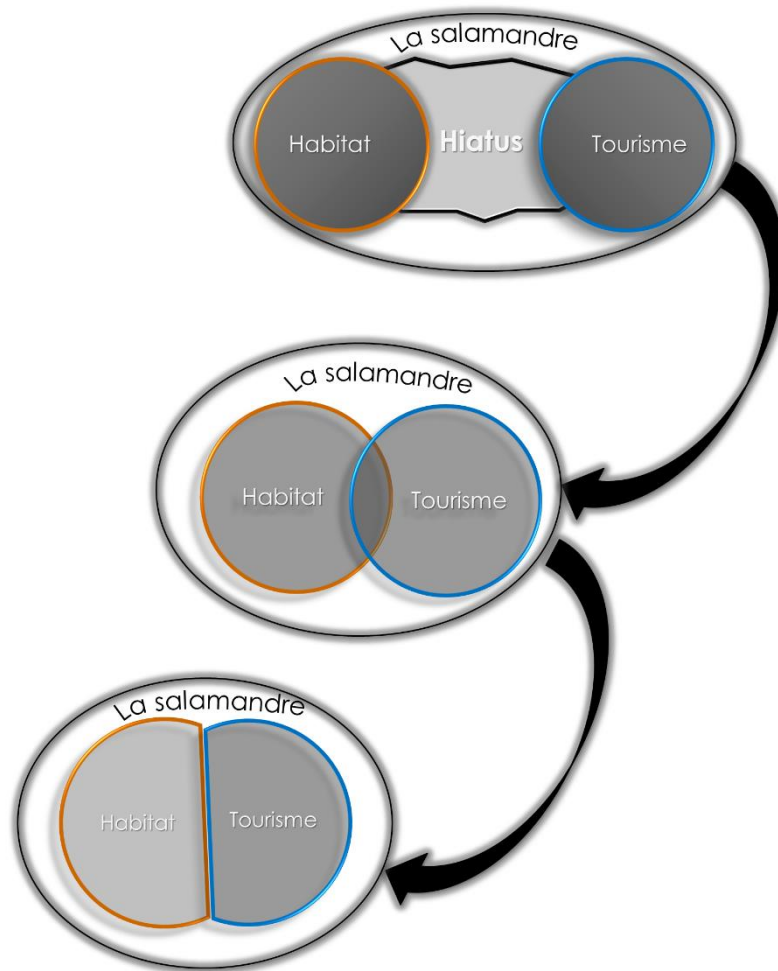 La salamandre
Habitat
Hiatus
Tourisme
La salamandre
Habitat
Tourisme
La salamandre
Habitat
Tourisme